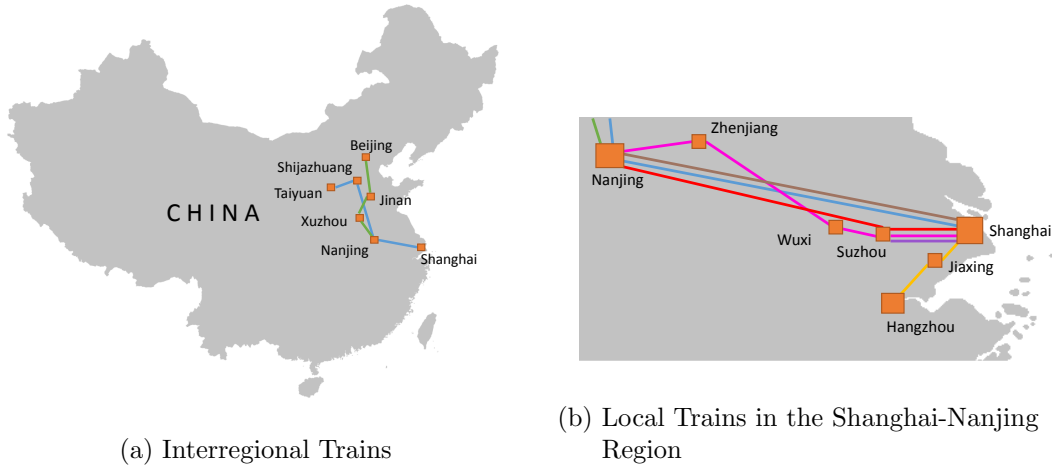 Beijing
Shijazhuang
Taiyuan
Jinan
CHINA
Xuzhou
Nanjing
Shanghai
(a) Interregional Trains
Zhenjiang
Nanjing
Shanghai
Wuxi
Suzhou
Jiaxing
Hangzhou
(b) Local Trains in the Shanghai-Nanjing
Region